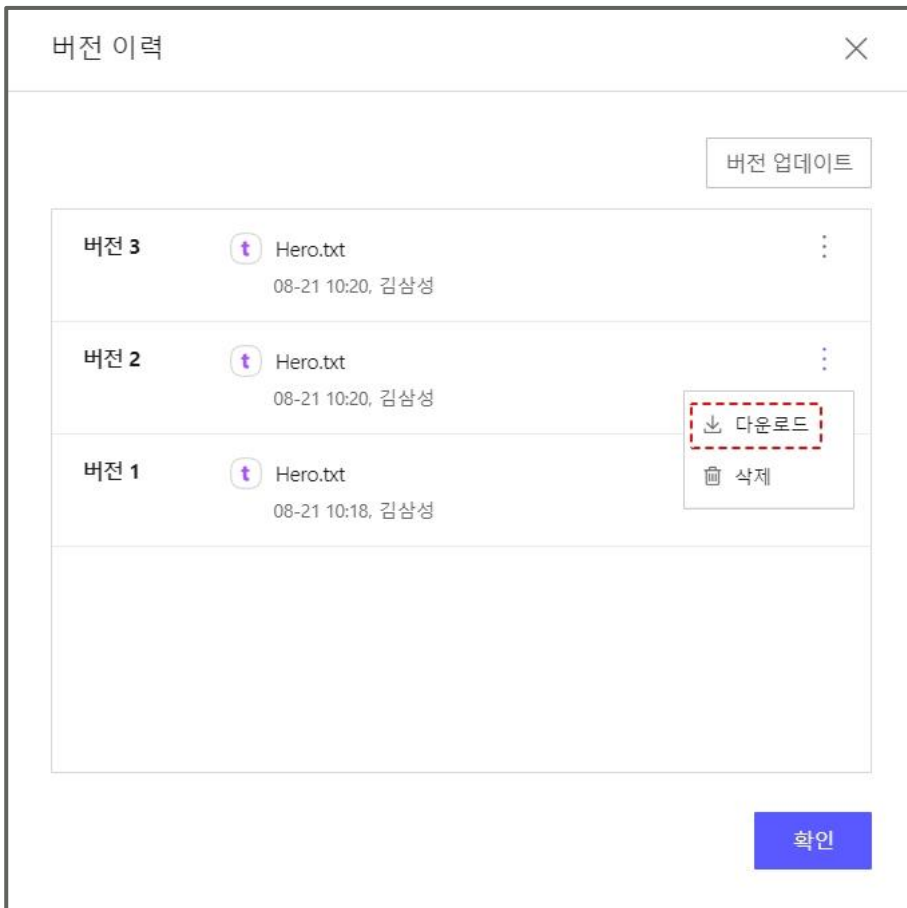 버전 이력
버전 업데이트
버전 3
t Hero.txt
08-21 10:20, 김삼성
버전 2
t Hero.txt
08-21 10:20, 김삼성
다운로드
버전 1
t Hero.txt
삭제
08-21 10:18, 김삼성
확인